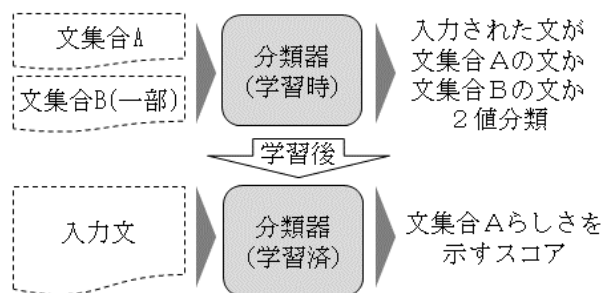 文集合A
文集合B(一部)
分類器
(学習時)
入力された文が
文集合Aの文か
文集合Bの文か
２値分類
学習後
入力文
分類器
(学習済)
文集合Aらしさを
示すスコア